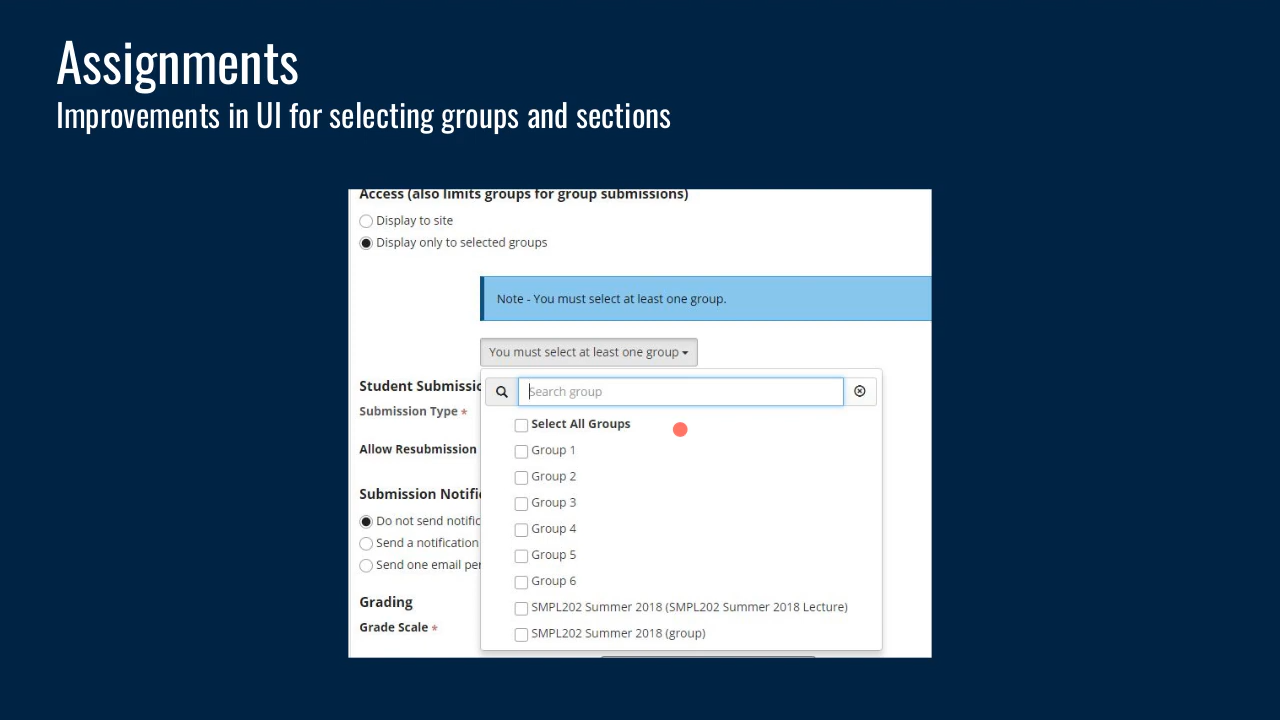 Assignments
Improvements in UI for selecting groups and sections
Access (also limits groups for group submissions)
Display to site
Display only to selected groups
Note - You must select at least one group.
You must select at least one group
Student Submissio
Search group
Submission Type *
Select All Groups
Allow Resubmission
Group 1
Group 2
Submission Notific
Group 3
Do not send notific
Group 4
Send a notification
Group 5
Send one email per
Group 6
Grading
SMPL202 Summer 2018 (SMPL202 Summer 2018 Lecture)
Grade Scale *
SMPL202 Summer 2018 (group)